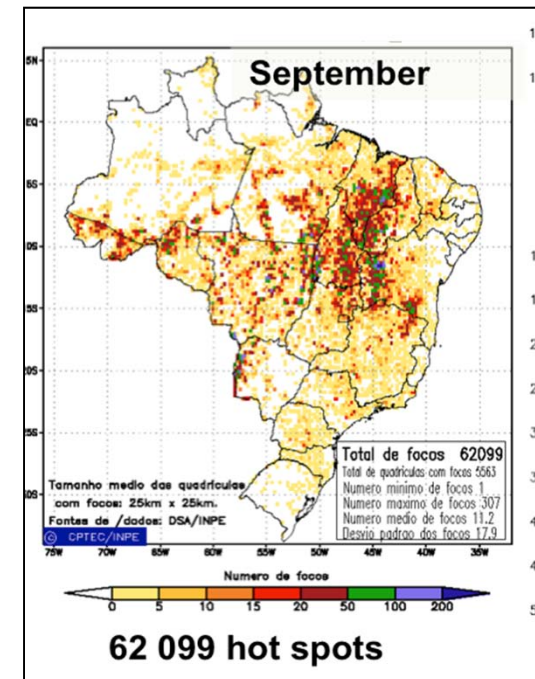 September
5N
EQ
5S
0S
5S
20S
25S
30S
Total de focos 62099
Total de quadrículas com focos 5563
Numero minimo de focos 1
Numero maximo de focos 307
Numero medio de focos 11.2
Desvio padrao dos focos 17.9
Tamanho medio das quadrículas
com focos: 25km x 25km.
Fontes de /dados: DSA/INPE
© CPTEC/INPE
75W 70W 65W 60W 55W 50W 45W 40W 35W
Numero de focos
0 5 10 15 20 50 100 200
62 099 hot spots